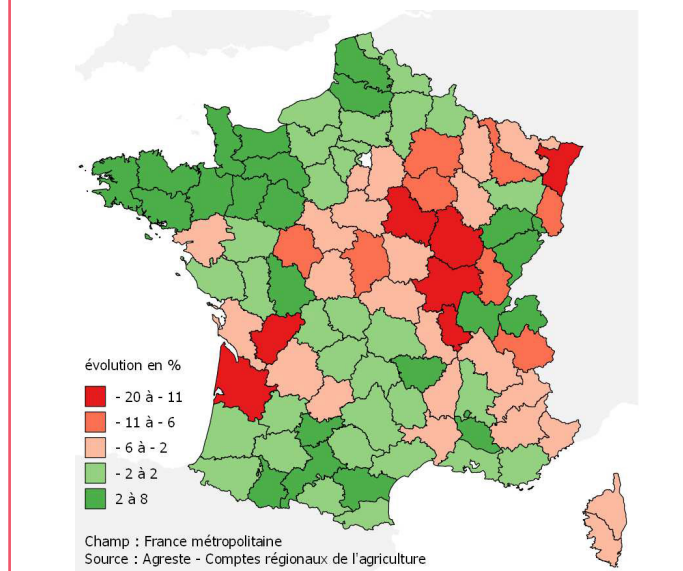 évolution en %
- 20 à - 11
- 11 à - 6
- 6 à - 2
- 2 à 2
2 à 8
Champ : France métropolitaine
Source : Agreste - Comptes régionaux de l'agriculture